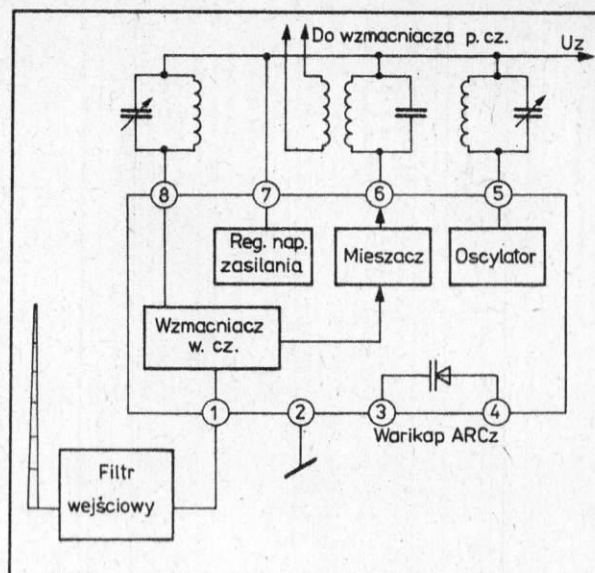 Do wzmacniacza p. cz.
Uz
8
7
6
5
Reg. nap.
zasilania
Mieszacz
Oscylator
Wzmacniacz
w. cz.
1
2
3
4
Warikap ARCz
Filtr
wejściowy